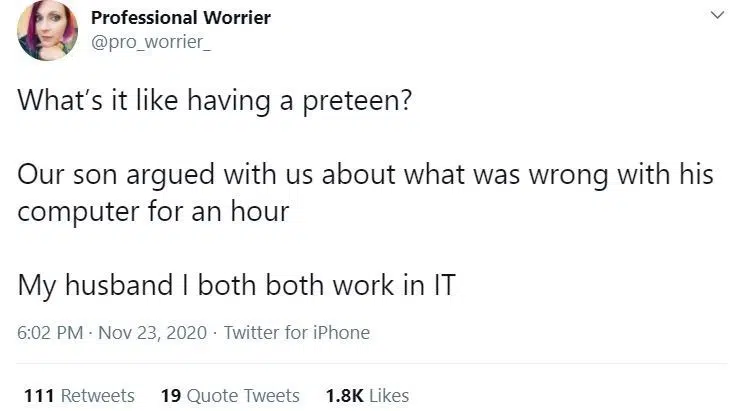 Professional Worrier
@pro_worrier_
What's it like having a preteen?
Our son argued with us about what was wrong with his
computer for an hour
My husband I both both work in IT
6:02 PM · Nov 23, 2020 · Twitter for iPhone
111 Retweets 19 Quote Tweets 1.8K Likes